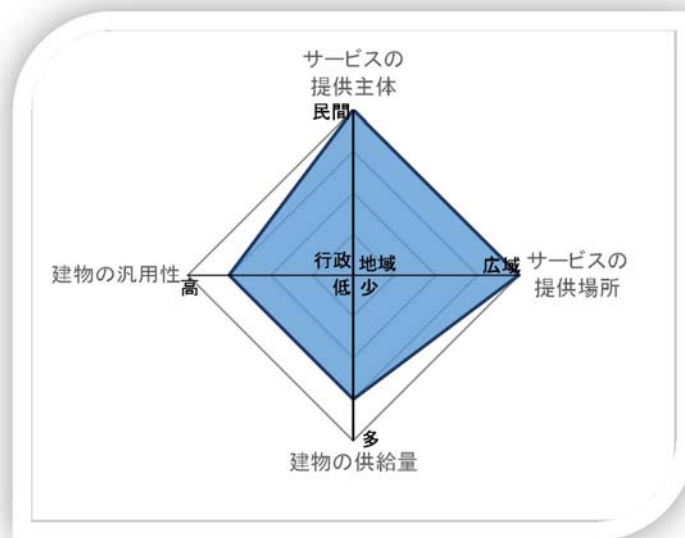 サービスの
提供主体
民間
建物の汎用性
高
行政 地域
低 少
広域
サービスの
提供場所
多
建物の供給量